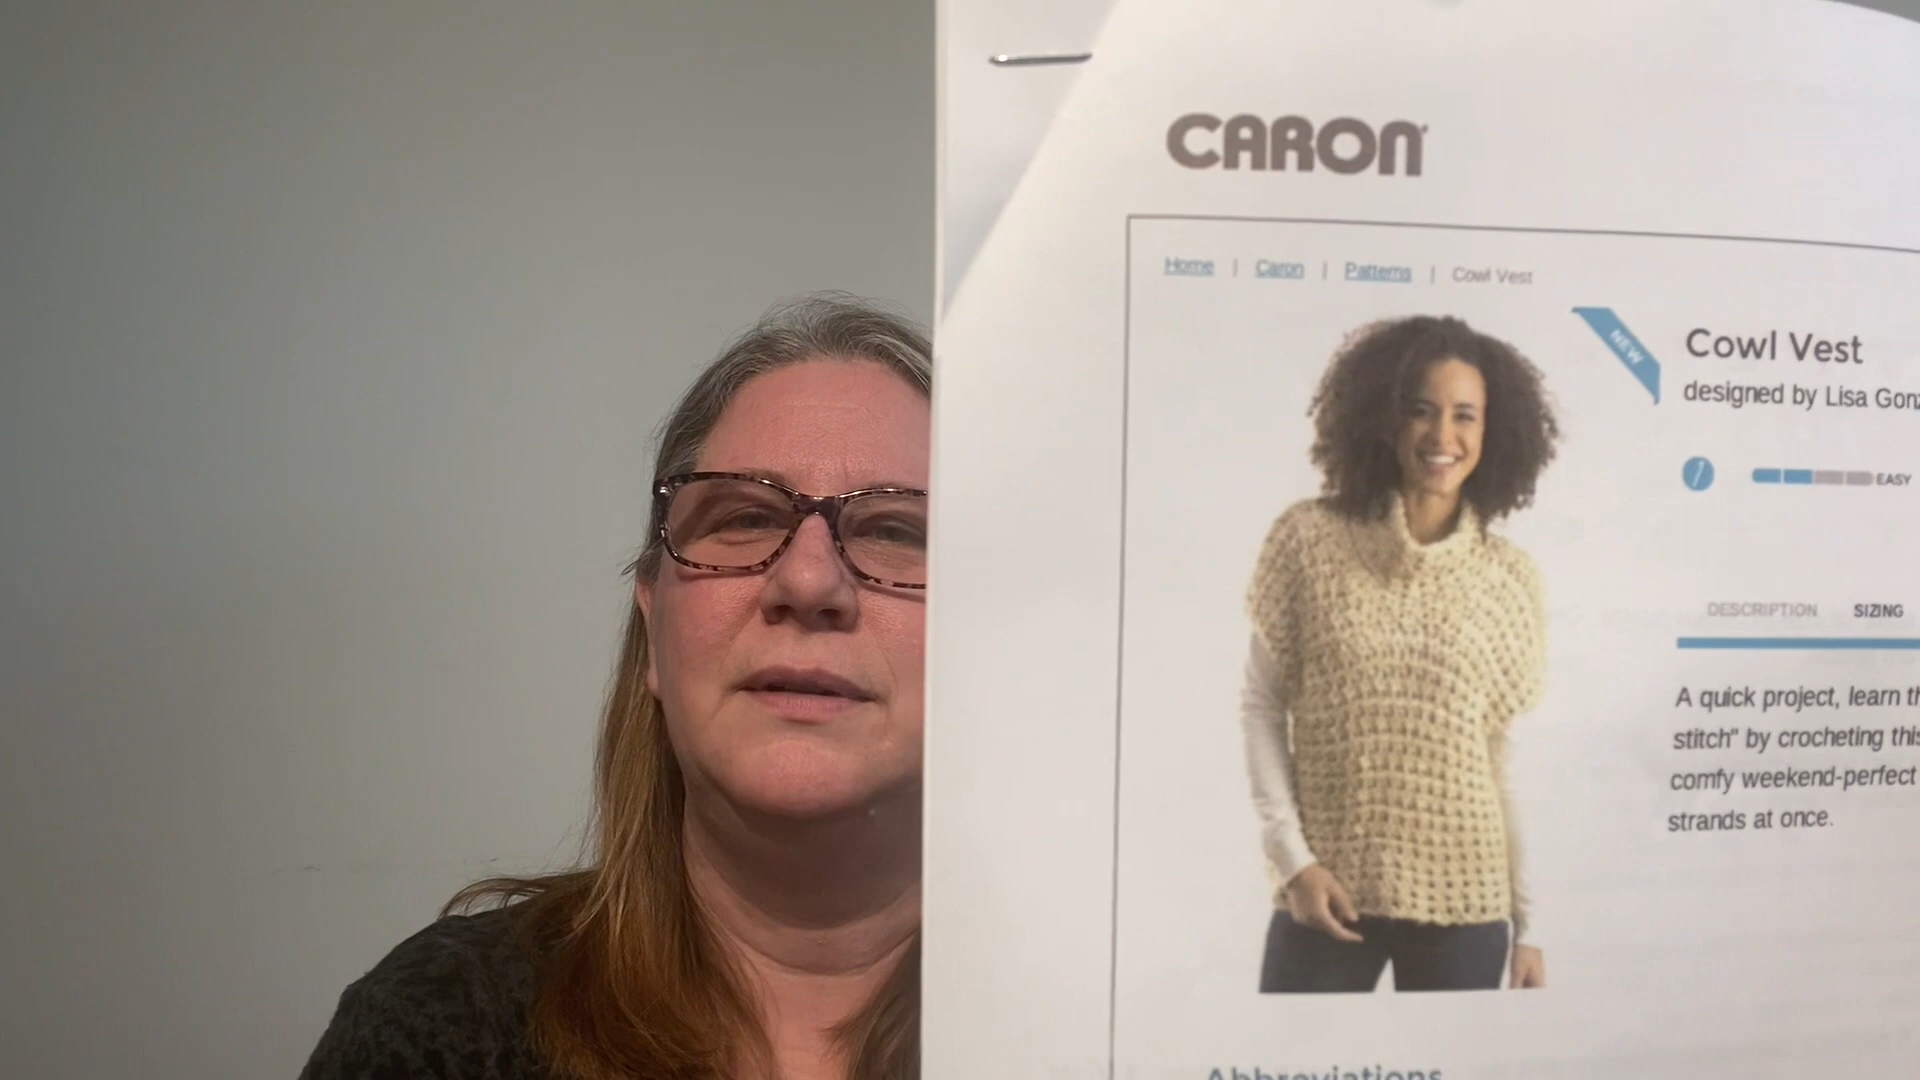 CARON
Home | Caron | Patterns | Cowl Vest
NEW
Cowl Vest
designed by Lisa
EASY
DESCRIPTION SIZING
A quick project, learn
stitch" by crocheting
comfy weekend-perfect
strands at once.
Abbreviations